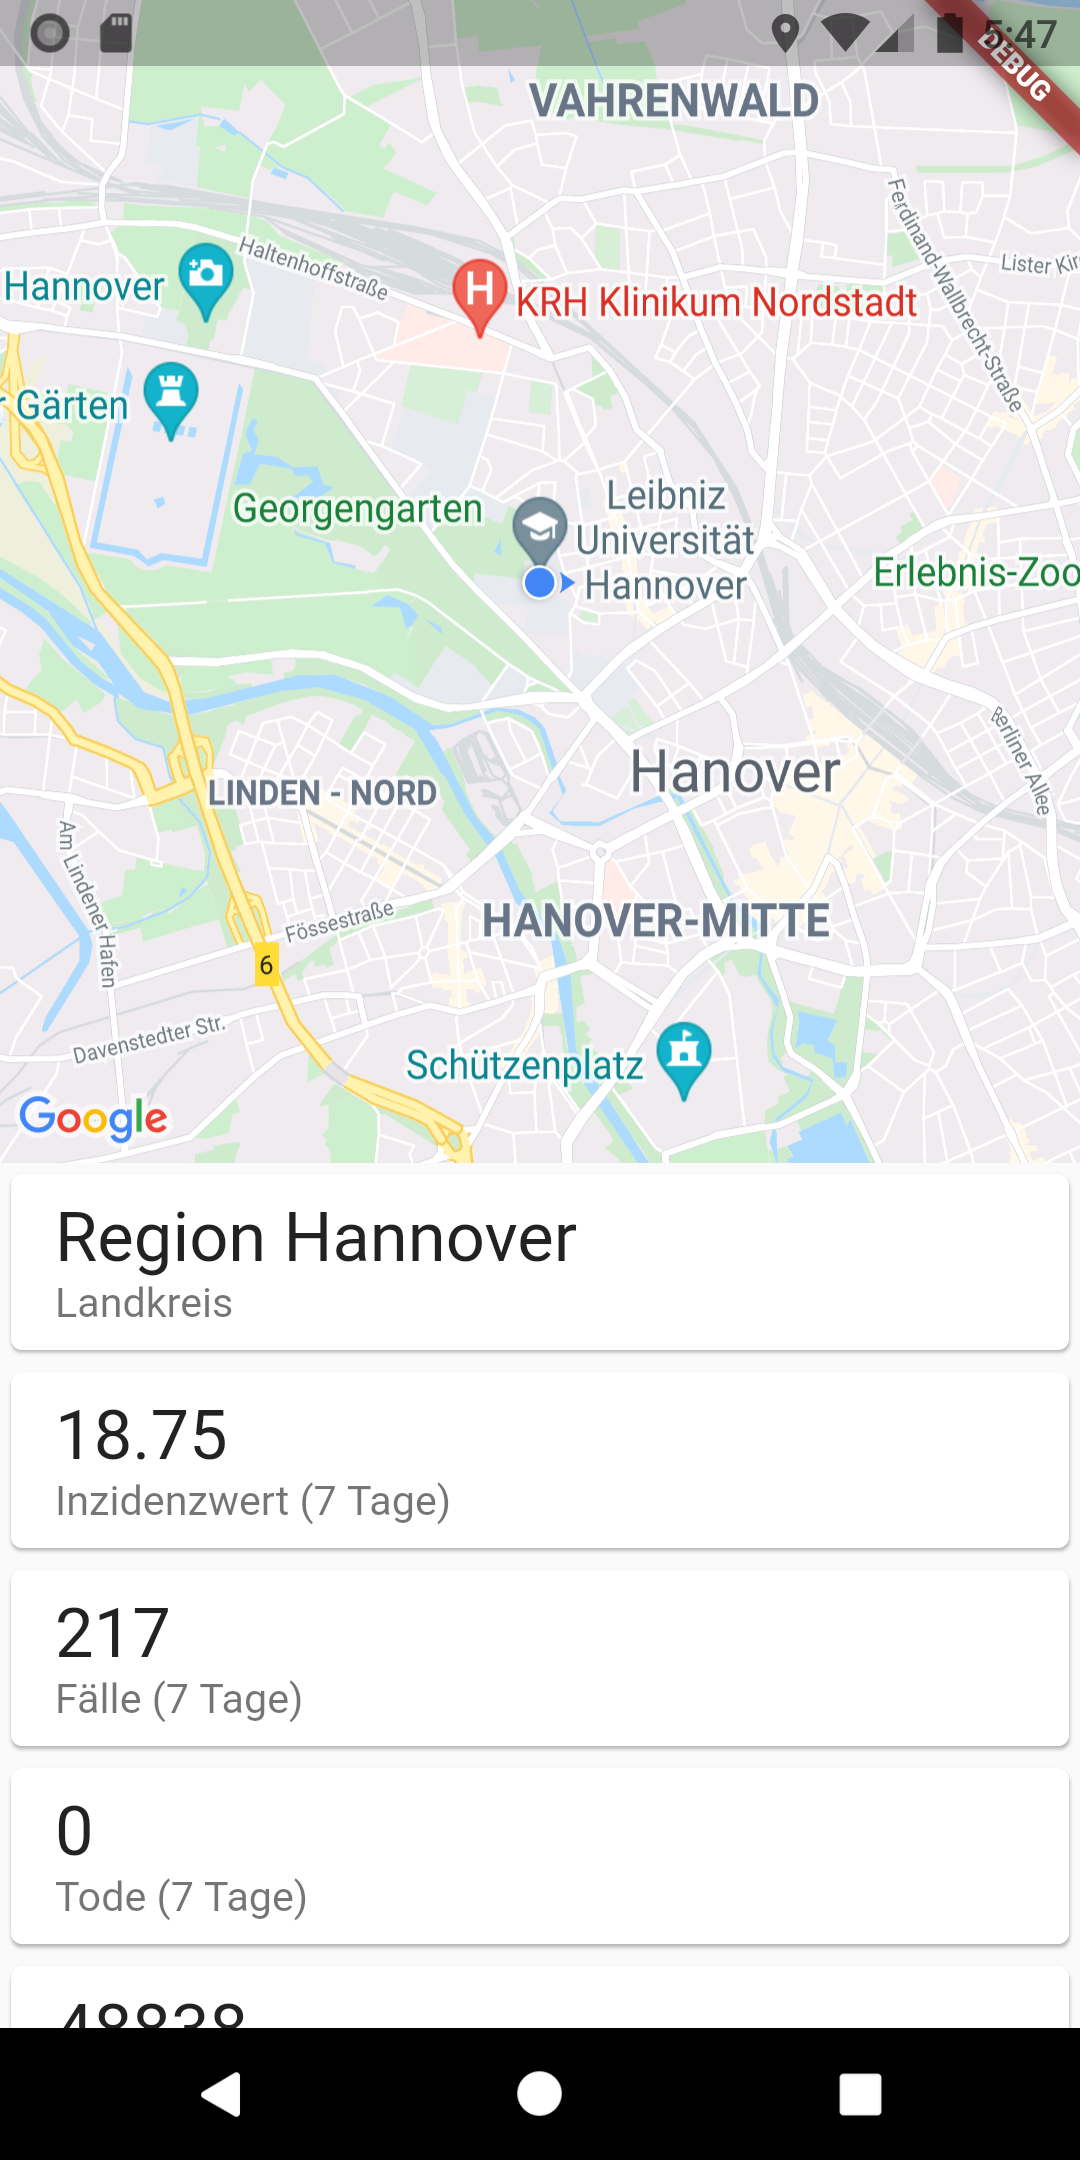 5:47
DEBUG
VAHRENWALD
Ferdinand-Wallbrecht-Straße
Haltenhoffstraße
Lister Kir
Hannover
KRH Klinikum Nordstadt
r Gärten
Georgengarten
Leibniz
Universität
Hannover
Erlebnis-Zoo
Berliner Allee
Hanover
LINDEN - NORD
Am Lindener Hafen
Fössestraße
HANOVER-MITTE
6
Davenstedter Str.
Schützenplatz
Google
Region Hannover
Landkreis
18.75
Inzidenzwert (7 Tage)
217
Fälle (7 Tage)
0
Tode (7 Tage)
48838